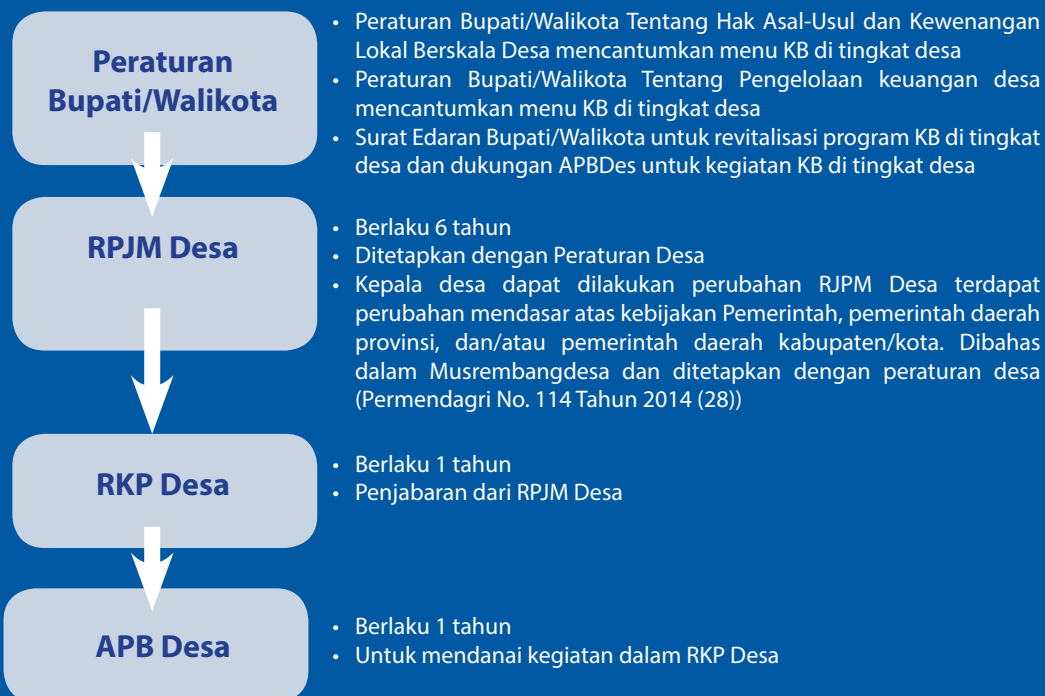 Peraturan
Bupati/Walikota
• Peraturan Bupati/Walikota Tentang Hak Asal-Usul dan Kewenangan
Lokal Berskala Desa mencantumkan menu KB di tingkat desa
• Peraturan Bupati/Walikota Tentang Pengelolaan keuangan desa
mencantumkan menu KB di tingkat desa
• Surat Edaran Bupati/Walikota untuk revitalisasi program KB di tingkat
desa dan dukungan APBDes untuk kegiatan KB di tingkat desa
RPJM Desa
• Berlaku 6 tahun
• Ditetapkan dengan Peraturan Desa
• Kepala desa dapat dilakukan perubahan RJPM Desa terdapat
perubahan mendasar atas kebijakan Pemerintah, pemerintah daerah
provinsi, dan/atau pemerintah daerah kabupaten/kota. Dibahas
dalam Musrembangdesa dan ditetapkan dengan peraturan desa
(Permendagri No. 114 Tahun 2014 (28))
RKP Desa
• Berlaku 1 tahun
• Penjabaran dari RPJM Desa
APB Desa
• Berlaku 1 tahun
• Untuk mendanai kegiatan dalam RKP Desa